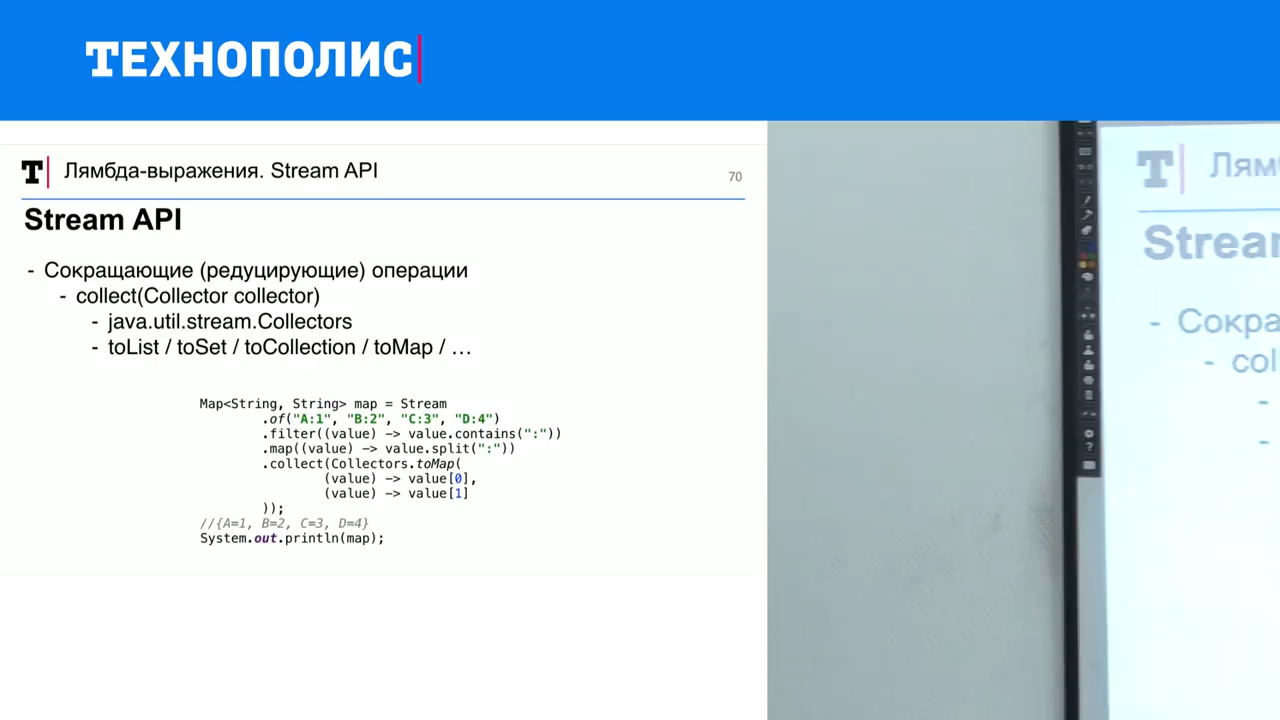 ТЕХНОПОЛИС
Т Лямбда-выражения. Stream API
70
Stream API
- Сокращающие (редуцирующие) операции
- collect(Collector collector)
- java.util.stream.Collectors
- toList / toSet / toCollection / toMap / …
Map<String, String> map = Stream
.of("A:1", "B:2", "C:3", "D:4")
.filter((value) -> value.contains(":"))
.map((value) -> value.split(":"))
.collect(Collectors.toMap(
(value) -> value[0],
(value) -> value[1]
));
//{A=1, B=2, C=3, D=4}
System.out.println(map);
Т Лям
Strea
- Сокра
- col
-
-